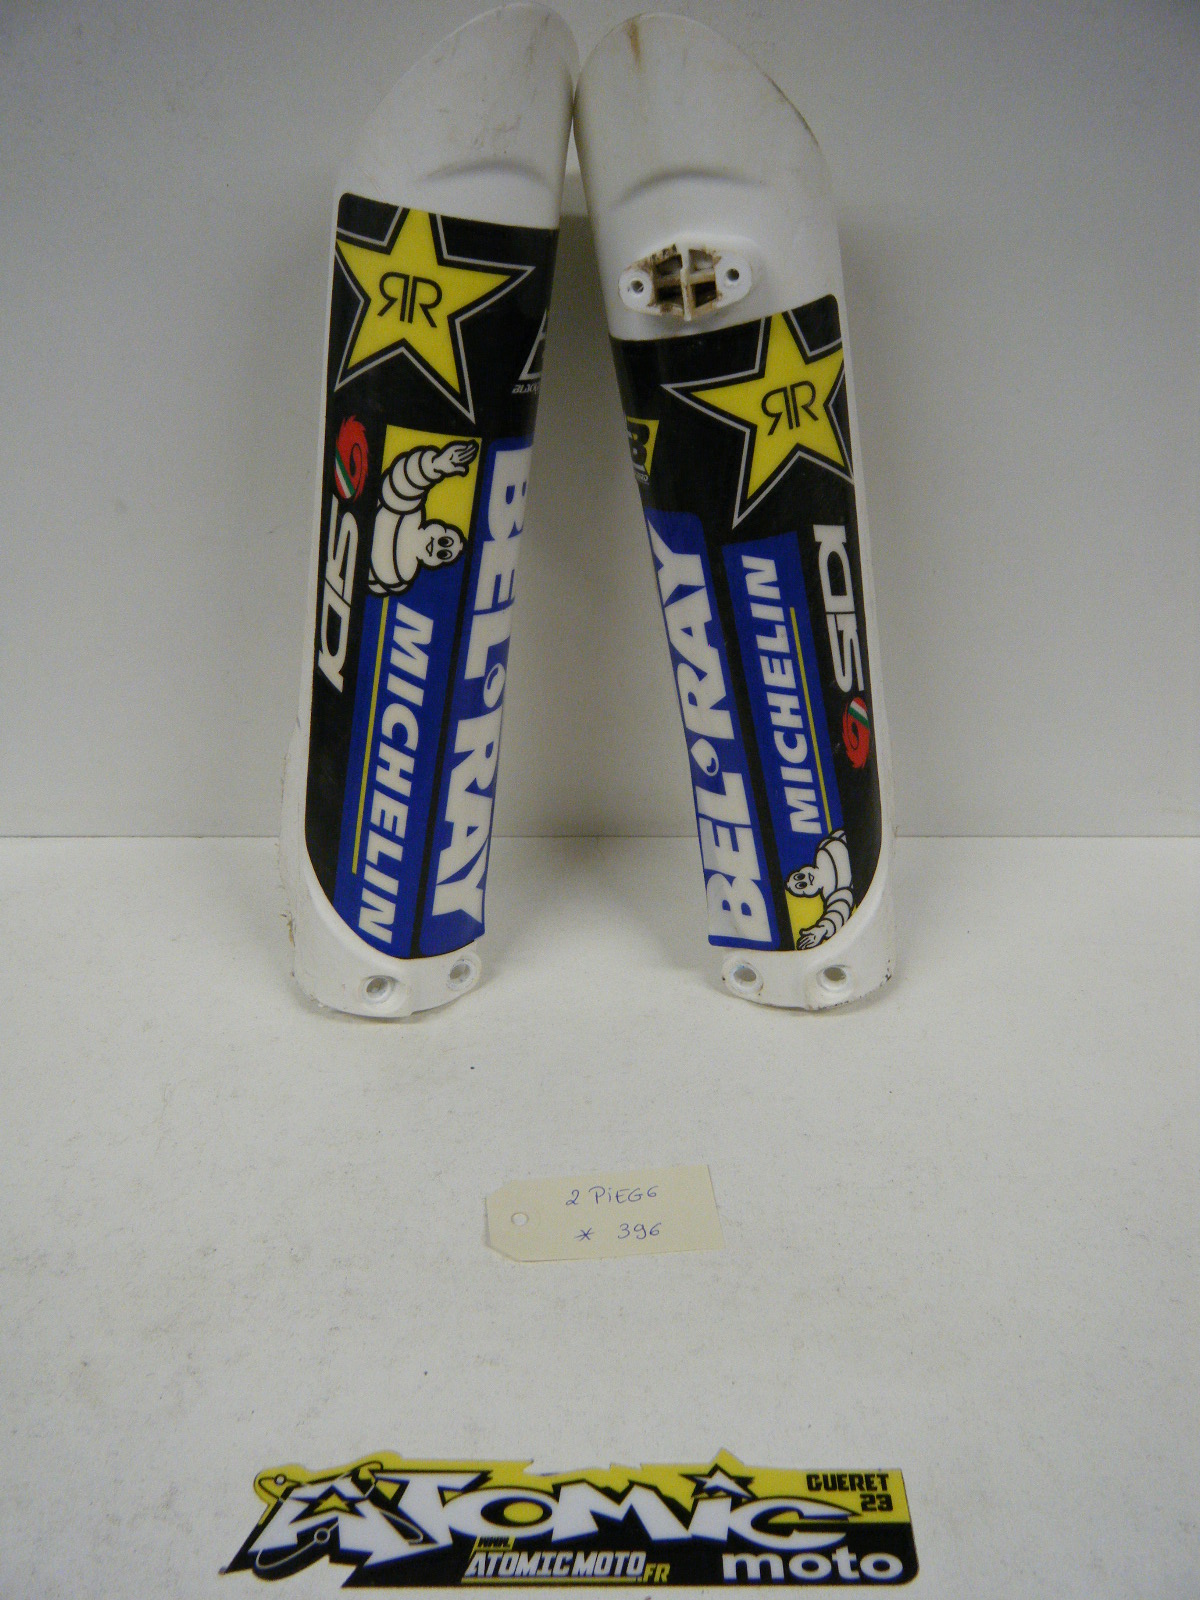 RR
SIDI
MICHELIN
BEL RAY
RR
BEL RAY
MICHELIN
SIDI
2 PiEG6
* 396
ATOMiC
moto
GUERET
23
WWW.
ATOMICMOTO.FR